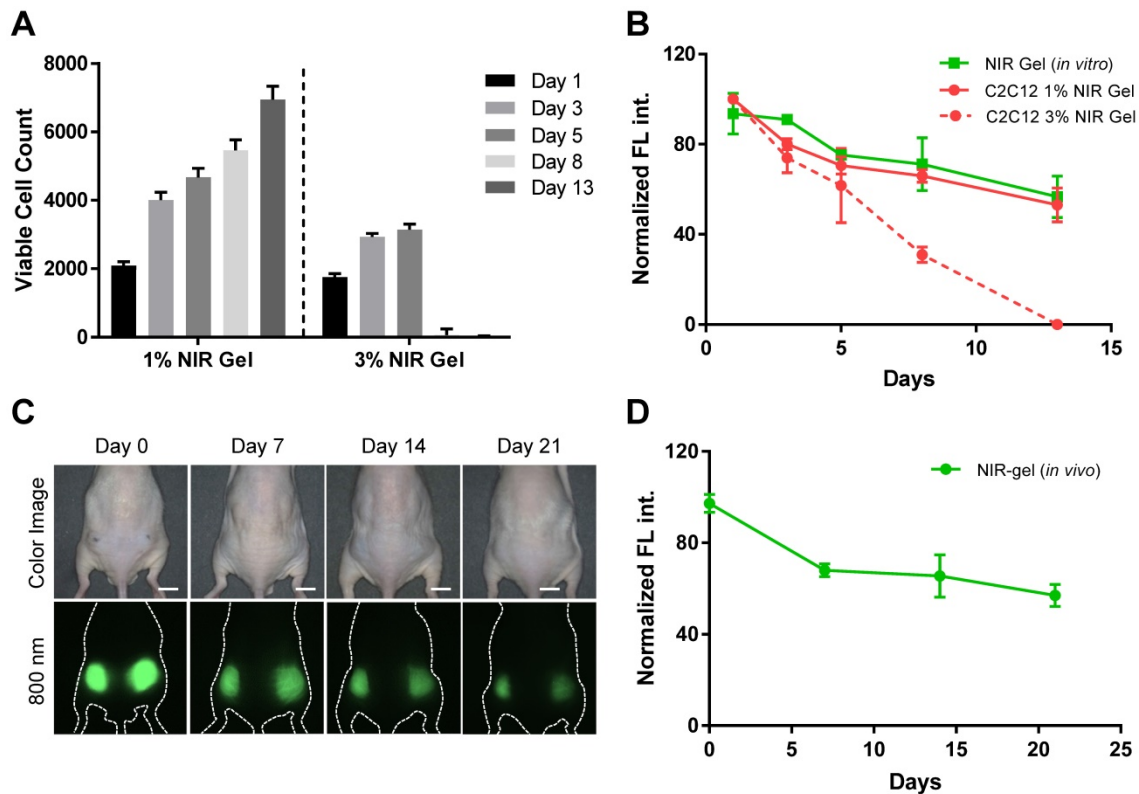 A
Viable Cell Count
8000
6000
4000
2000
0
1% NIR Gel
3% NIR Gel
Day 1
Day 3
Day 5
Day 8
Day 13
B
Normalized FL int.
120
80
40
0
0
5
10
15
Days
NIR Gel (in vitro)
C2C12 1% NIR Gel
C2C12 3% NIR Gel
C
Day 0
Day 7
Day 14
Day 21
Color Image
800 nm
D
Normalized FL int.
120
80
40
0
0
5
10
15
20
25
Days
NIR-gel (in vivo)